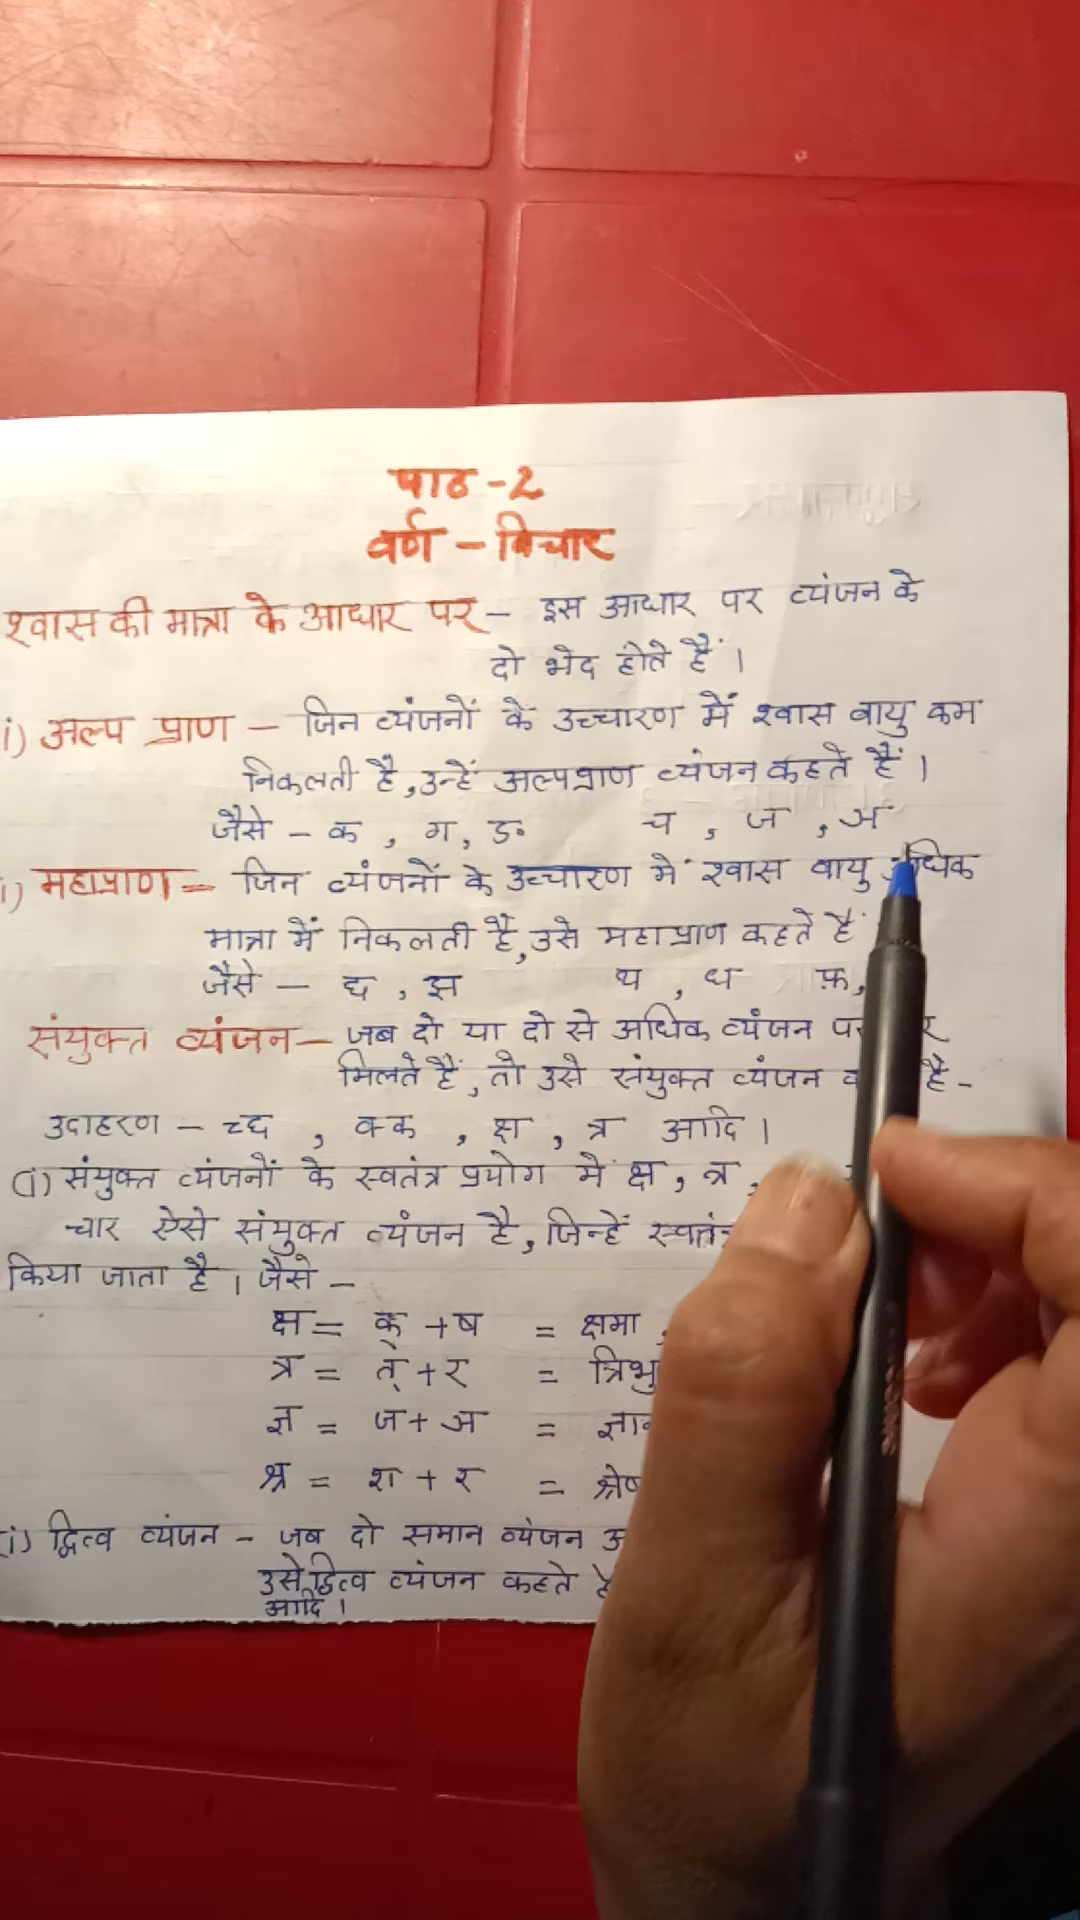 पाठ -2
वर्ण - विचार
श्वास की मात्रा के आधार पर - इस आधार पर व्यंजन के
दो भेद होते हैं ।
i) अल्प प्राण - जिन व्यंजनों के उच्चारण में श्वास वायु कम
निकलती है, उन्हें अल्पप्राण व्यंजन कहते हैं ।
जैसे - क , ग , ङ च , ज , ञ
i) महाप्राण - जिन व्यंजनों के उच्चारण में श्वास वायु
मात्रा में निकलती है, उसे महाप्राण कहते हैं
जैसे - छ , झ थ , ध फ ,
संयुक्त व्यंजन - जब दो या दो से अधिक व्यंजन
मिलते हैं , तो उसे संयुक्त व्यंजन है -
उदाहरण - च्छ , क्क , क्ष , त्र आदि ।
(i) संयुक्त व्यंजनों के स्वतंत्र प्रयोग में क्ष , त्र ,
चार ऐसे संयुक्त व्यंजन है , जिन्हें
किया जाता है । जैसे -
क्ष = क् + ष = क्षमा ,
त्र = त् + र =
ज्ञ = ज + ञ =
श्र = श + र =
i) द्वित्व व्यंजन - जब दो समान व्यंजन
उसे द्वित्व व्यंजन कहते
आदि ।